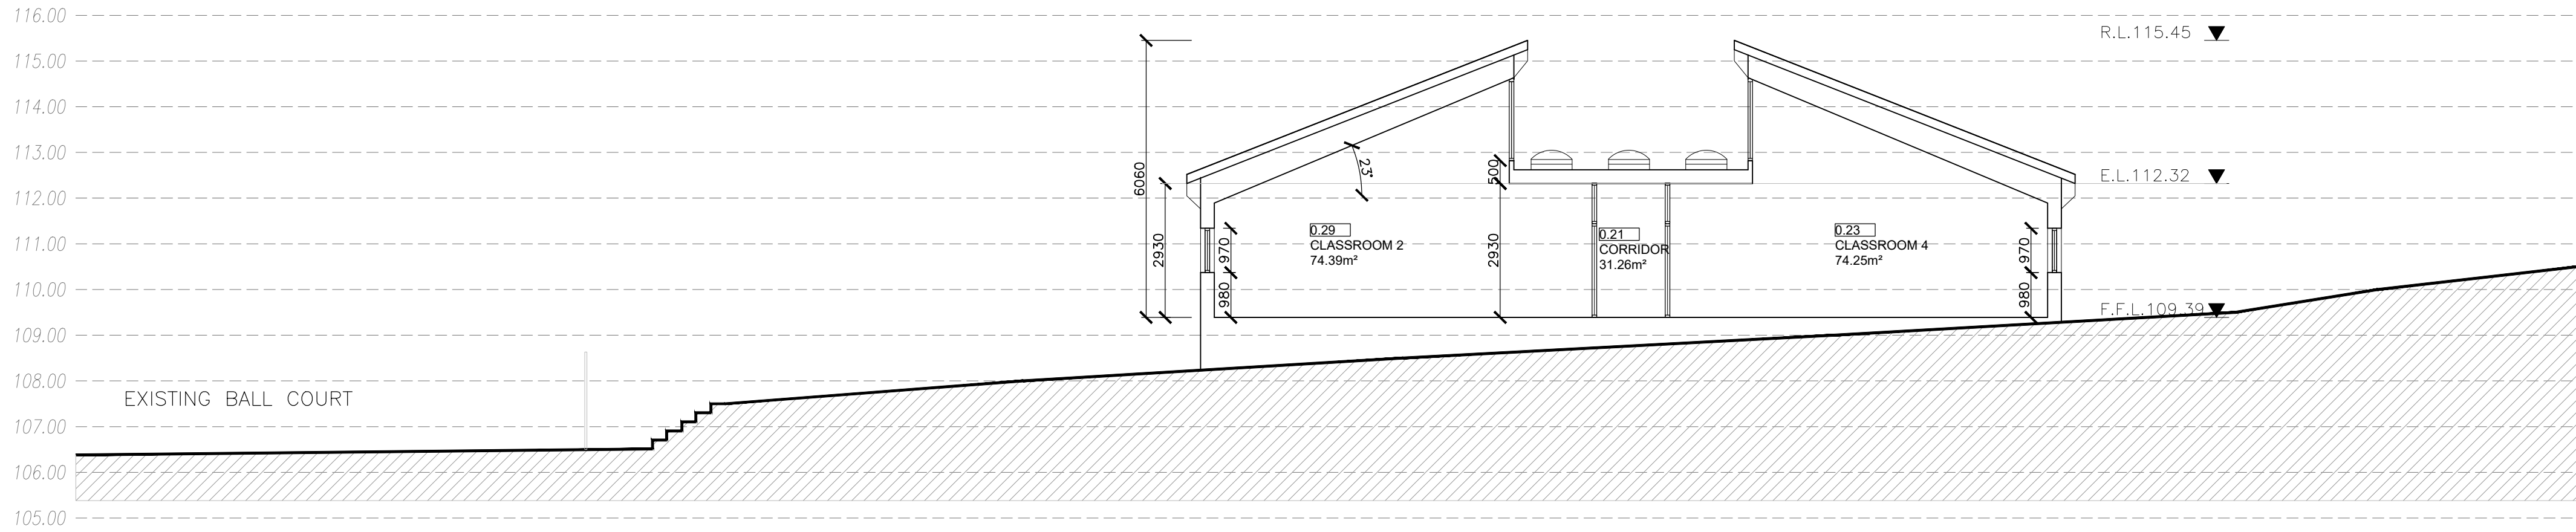 116.00
R.L.115.45
115.00
114.00
113.00
500
23°
6060
E.L.112.32
112.00
2930
970
0.29
CLASSROOM 2
74.39m²
2930
0.21
CORRIDOR
31.26m²
0.23
CLASSROOM 4
74.25m²
970
111.00
980
980
110.00
F.F.L.109.39
109.00
108.00
EXISTING BALL COURT
107.00
106.00
105.00